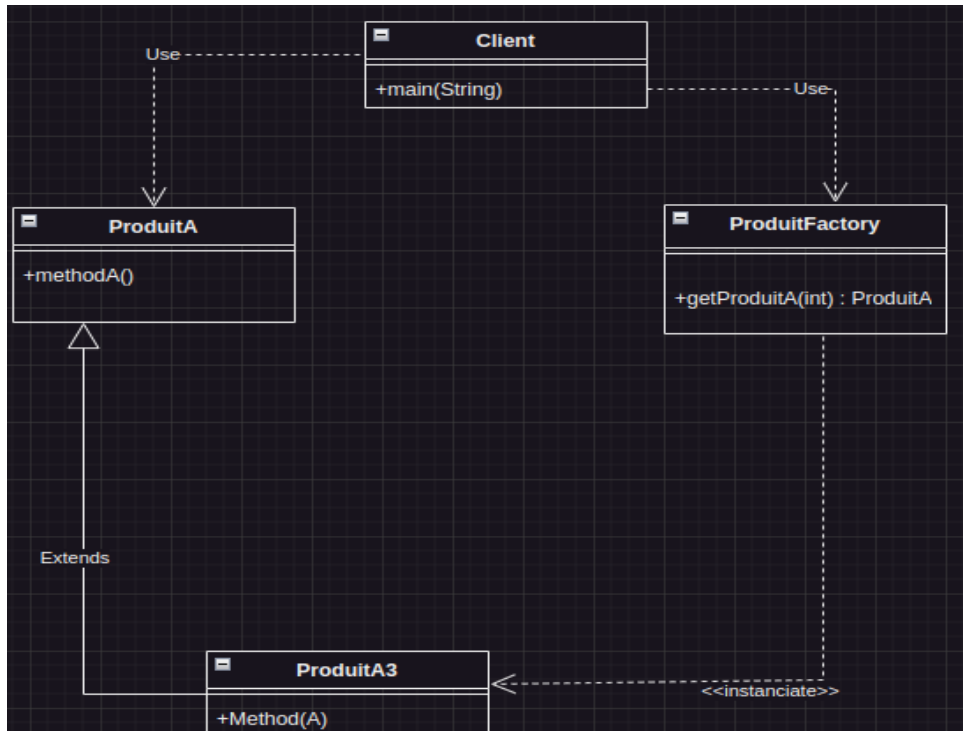 Client
Use
+main(String)
Use
ProduitA
ProduitFactory
+methodA()
+getProduitA(int) : ProduitA
Extends
ProduitA3
<<instanciate>>
+Method(A)